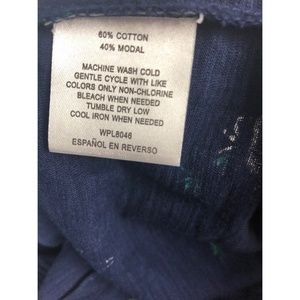 60% COTTON
40% MODAL
MACHINE WASH COLD
GENTLE CYCLE WITH LIKE
COLORS ONLY NON-CHLORINE
BLEACH WHEN NEEDED
TUMBLE DRY LOW
COOL IRON WHEN NEEDED
WPL8046
ESPAÑOL EN REVERSO